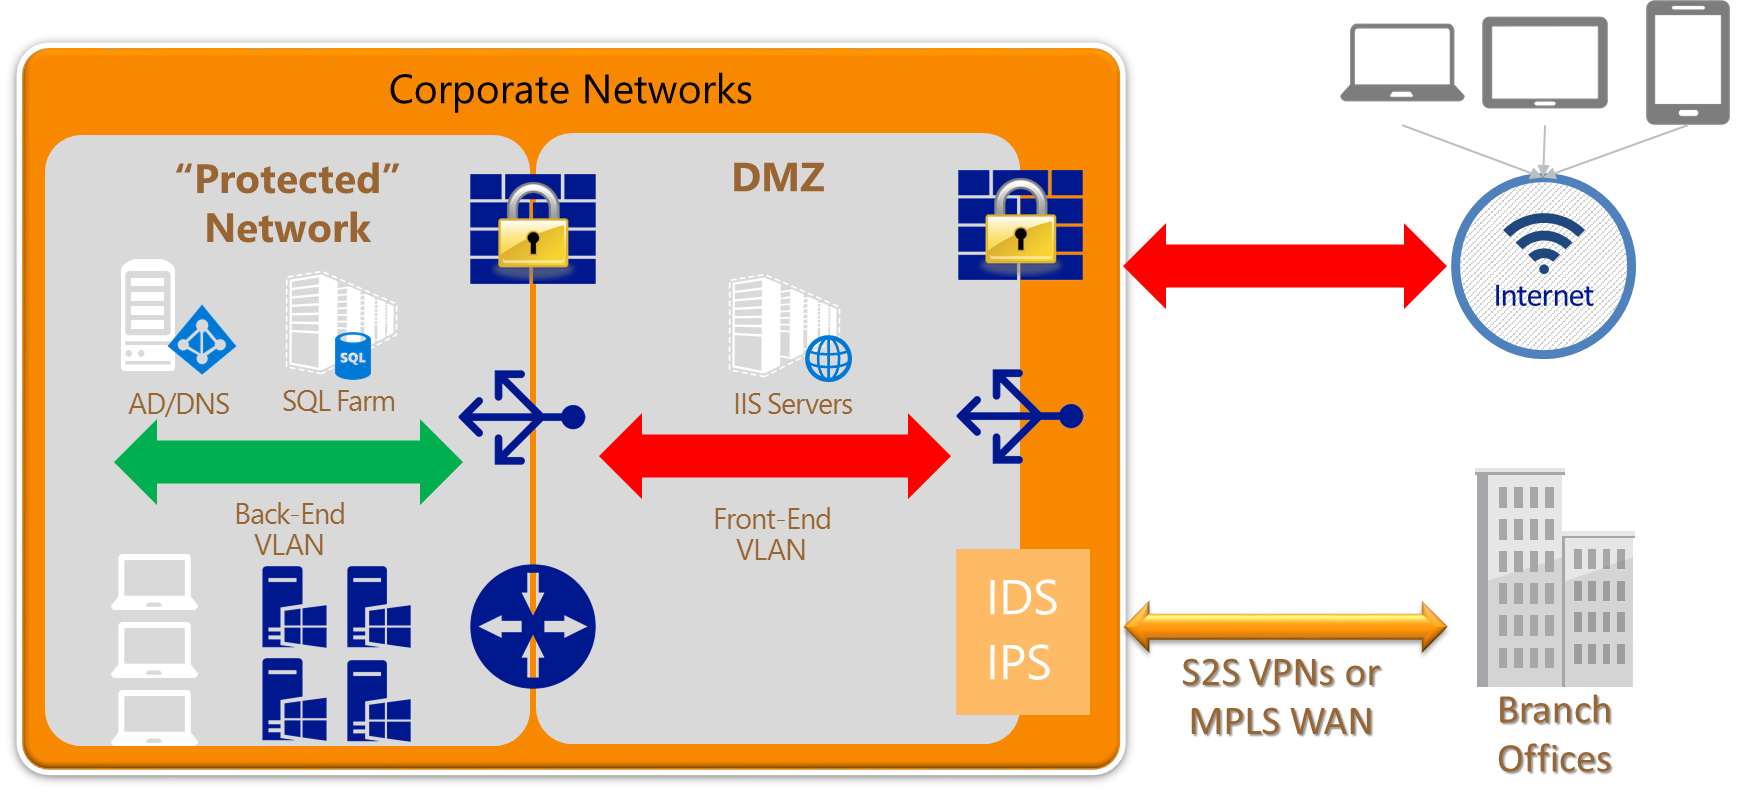 Corporate Networks
“Protected”
Network
DMZ
AD/DNS
SQL
SQL Farm
IIS Servers
Back-End
VLAN
Front-End
VLAN
IDS
IPS
Internet
S2S VPNs or
MPLS WAN
Branch
Offices